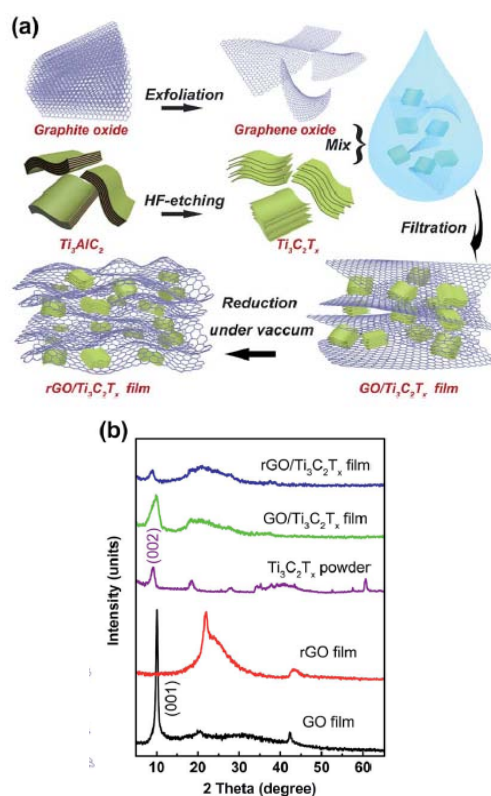 (a)
Exfoliation
Graphite oxide
Graphene oxide
Mix
HF-etching
Ti₃AlC₂
Ti₃C₂Tₓ
Filtration
Reduction
under vaccum
rGO/Ti₃C₂Tₓ film
GO/Ti₃C₂Tₓ film
(b)
rGO/Ti₃C₂Tₓ film
GO/Ti₃C₂Tₓ film
(002)
Ti₃C₂Tₓ powder
rGO film
(001)
GO film
Intensity (units)
10 20 30 40 50 60
2 Theta (degree)